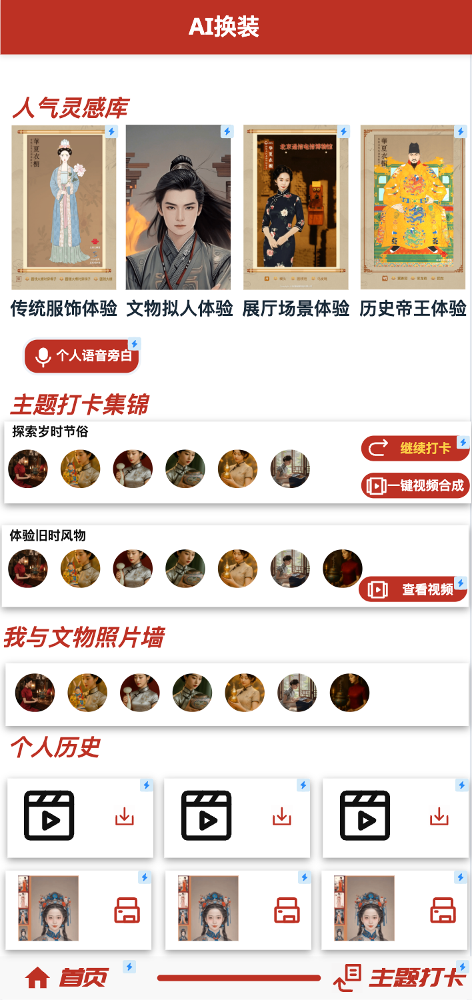 AI换装
人气灵感库
華夏衣櫥
華夏衣櫥
北京通信电信博物馆
華夏衣櫥
传统服饰体验
文物拟人体验
展厅场景体验
历史帝王体验
个人语音旁白
主题打卡集锦
探索岁时节俗
继续打卡
一键视频合成
体验旧时风物
查看视频
我与文物照片墙
个人历史
首页
主题打卡